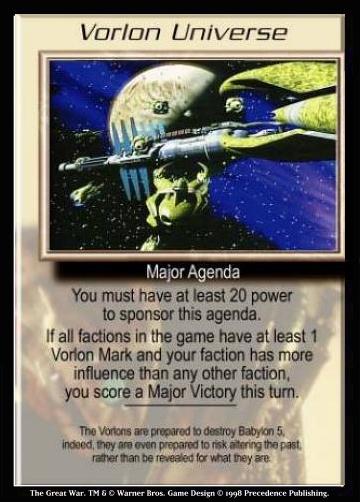 Vorlon Universe
Major Agenda
You must have at least 20 power
to sponsor this agenda.
If all factions in the game have at least 1
Vorlon Mark and your faction has more
influence than any other faction,
you score a Major Victory this turn.
The Vorlons are prepared to destroy Babylon 5,
indeed, they are even prepared to risk altering the past,
rather than be revealed for what they are.
The Great War. TM & © Warner Bros. Game Design © 1998 Precedence Publishing.